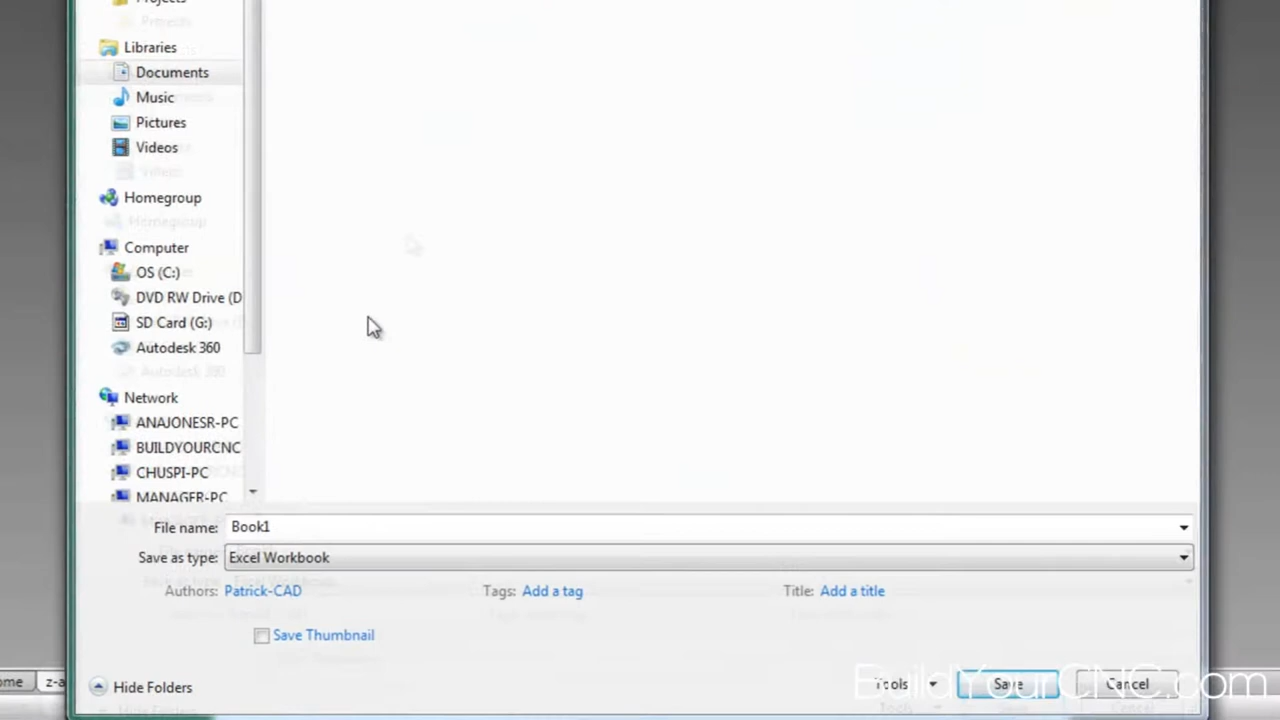 Projects
Libraries
Documents
Music
Pictures
Videos
Homegroup
Computer
OS (C:)
DVD RW Drive (D
SD Card (G:)
Autodesk 360
Network
ANAJONESR-PC
BUILDYOURCNC
CHUSPI-PC
MANAGER-PC
File name: Book1
Save as type: Excel Workbook
Authors: Patrick-CAD Tags: Add a tag Title: Add a title
Save Thumbnail
ome z-a
Hide Folders Tools Save Cancel
BuildYourCNC.com